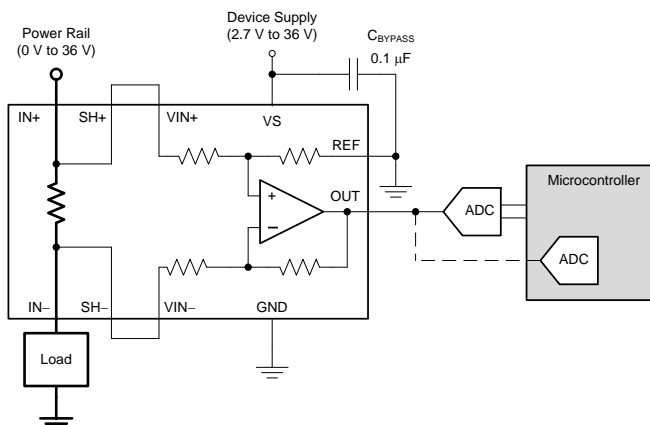 Power Rail
(0 V to 36 V)
Device Supply
(2.7 V to 36 V)
CBYPASS
0.1 µF
IN+
SH+
VIN+
VS
REF
OUT
+
−
ADC
Microcontroller
ADC
IN−
SH−
VIN−
GND
Load